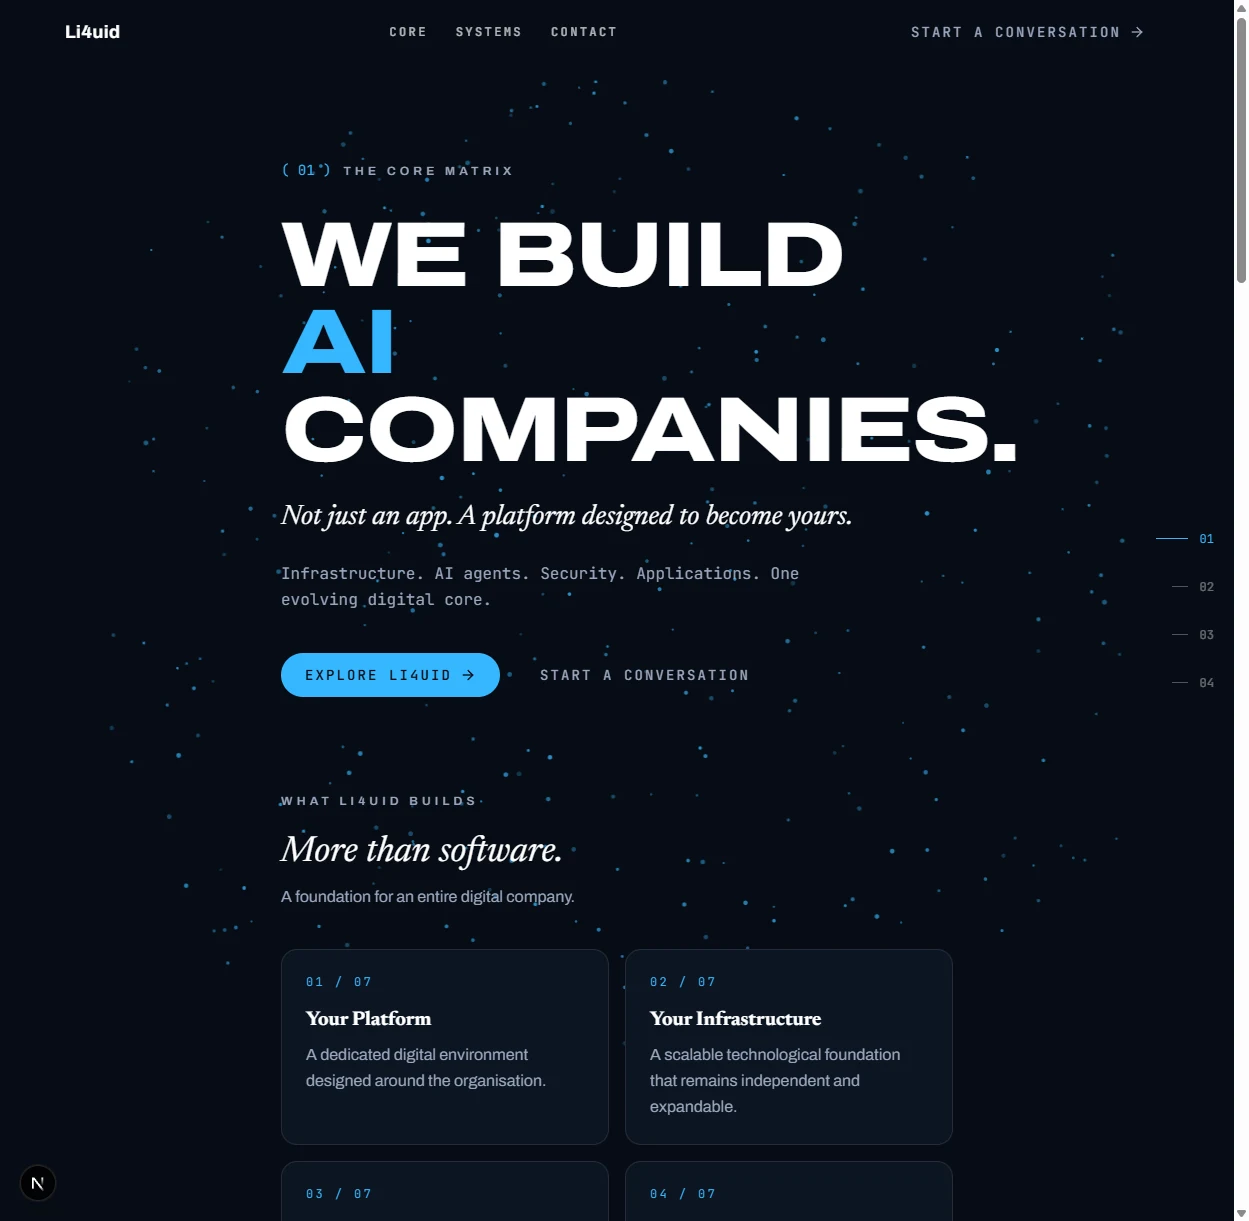 Li4uid
CORE SYSTEMS CONTACT
START A CONVERSATION →
( 01 ) THE CORE MATRIX
WE BUILD
AI
COMPANIES.
Not just an app. A platform designed to become yours.
Infrastructure. AI agents. Security. Applications. One
evolving digital core.
EXPLORE LI4UID →
START A CONVERSATION
01
02
03
04
WHAT LI4UID BUILDS
More than software.
A foundation for an entire digital company.
01 / 07
Your Platform
A dedicated digital environment
designed around the organisation.
02 / 07
Your Infrastructure
A scalable technological foundation
that remains independent and
expandable.
03 / 07
04 / 07
N